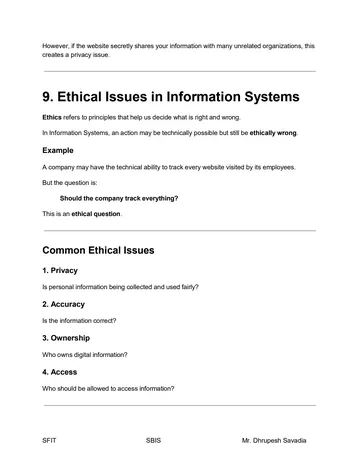 However, if the website secretly shares your information with many unrelated organizations, this
creates a privacy issue.
9. Ethical Issues in Information Systems
Ethics refers to principles that help us decide what is right and wrong.
In Information Systems, an action may be technically possible but still be ethically wrong.
Example
A company may have the technical ability to track every website visited by its employees.
But the question is:
Should the company track everything?
This is an ethical question.
Common Ethical Issues
1. Privacy
Is personal information being collected and used fairly?
2. Accuracy
Is the information correct?
3. Ownership
Who owns digital information?
4. Access
Who should be allowed to access information?
SFIT SBIS Mr. Dhrupesh Savadia